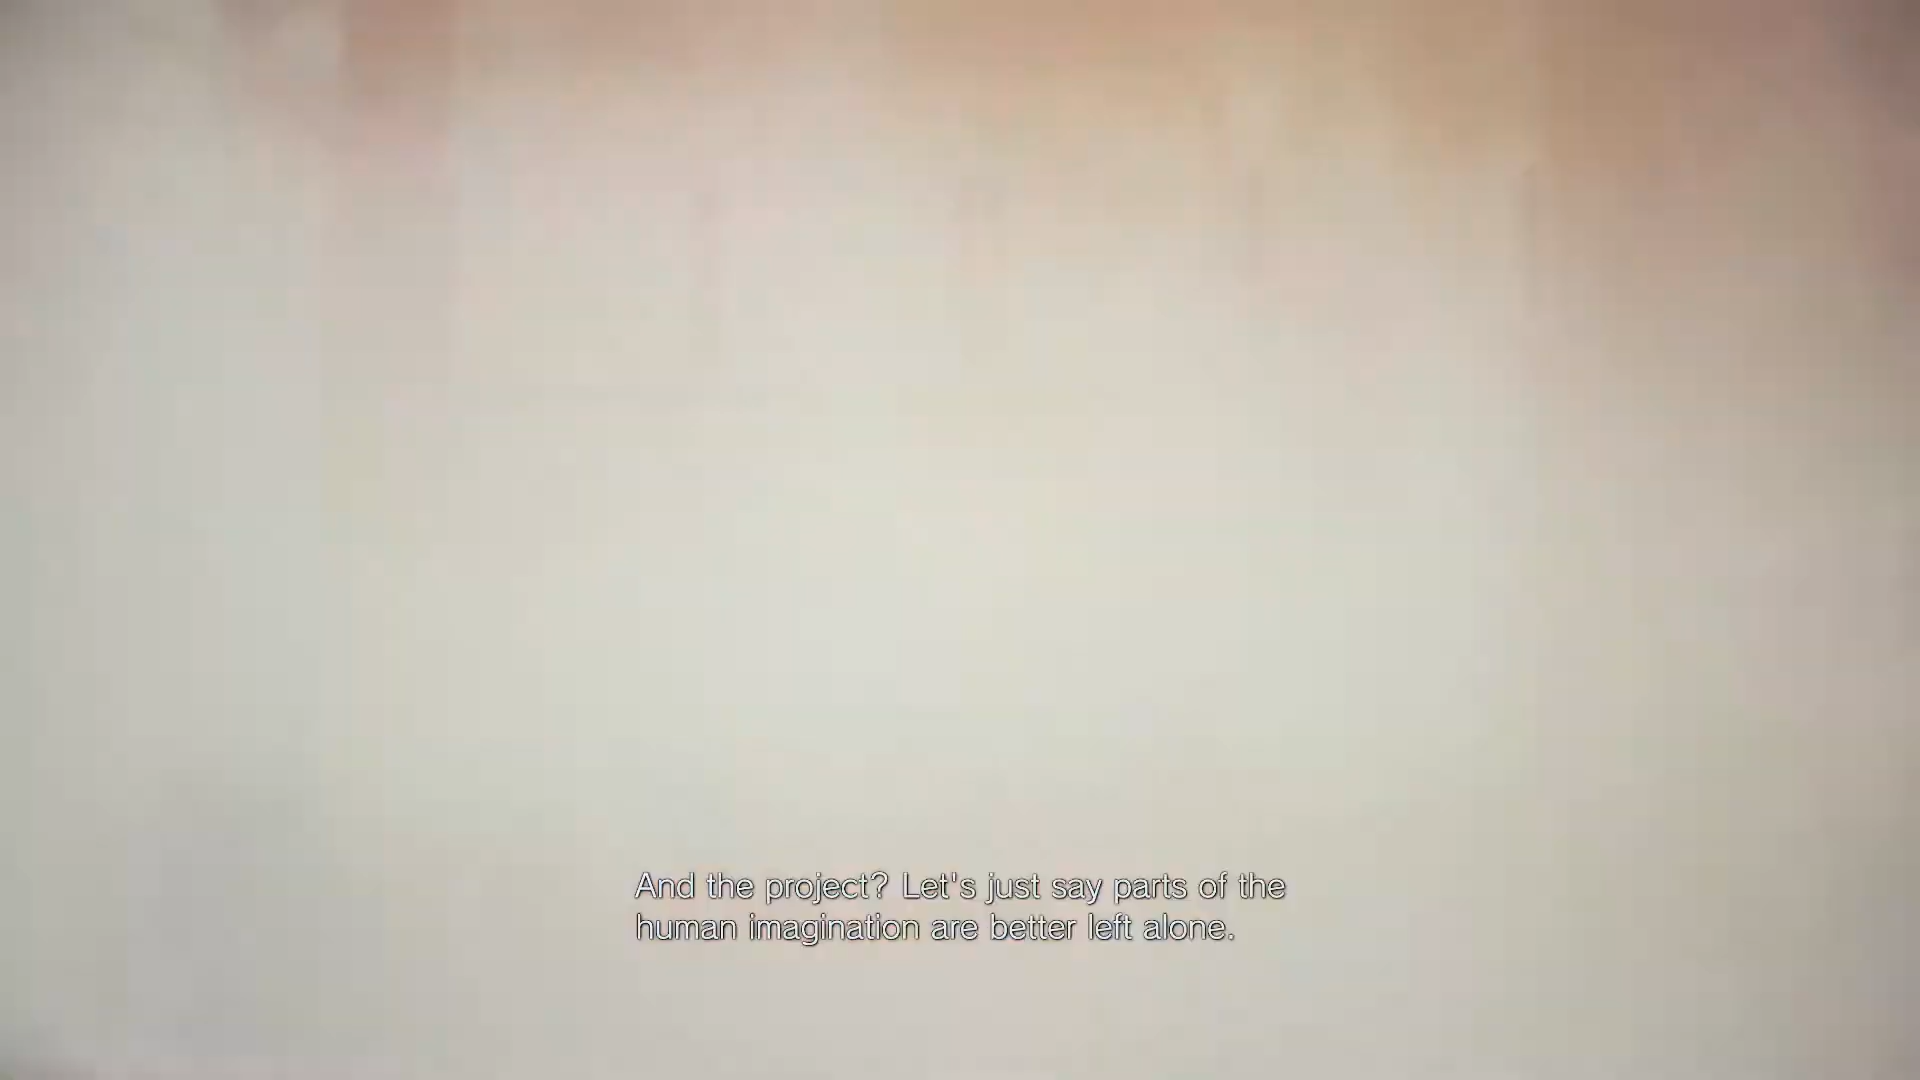 And the project? Let's just say parts of the
human imagination are better left alone.